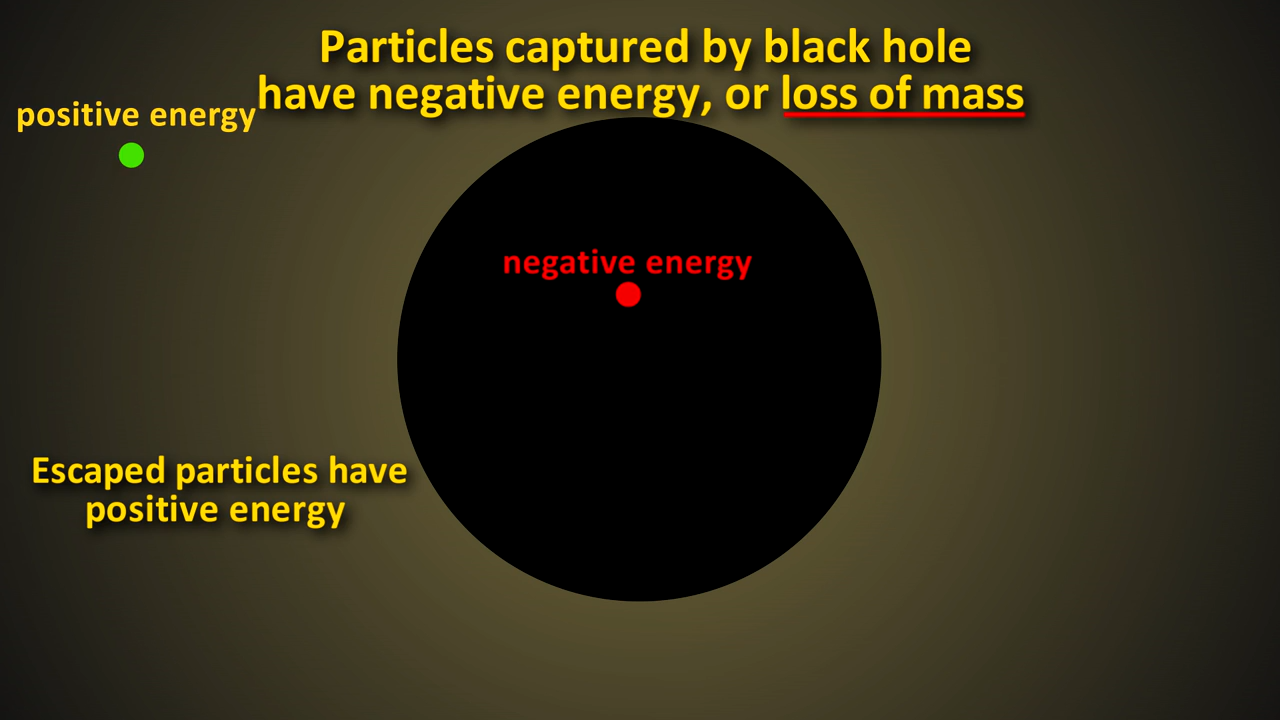 Particles captured by black hole
have negative energy, or loss of mass
positive energy
negative energy
Escaped particles have
positive energy